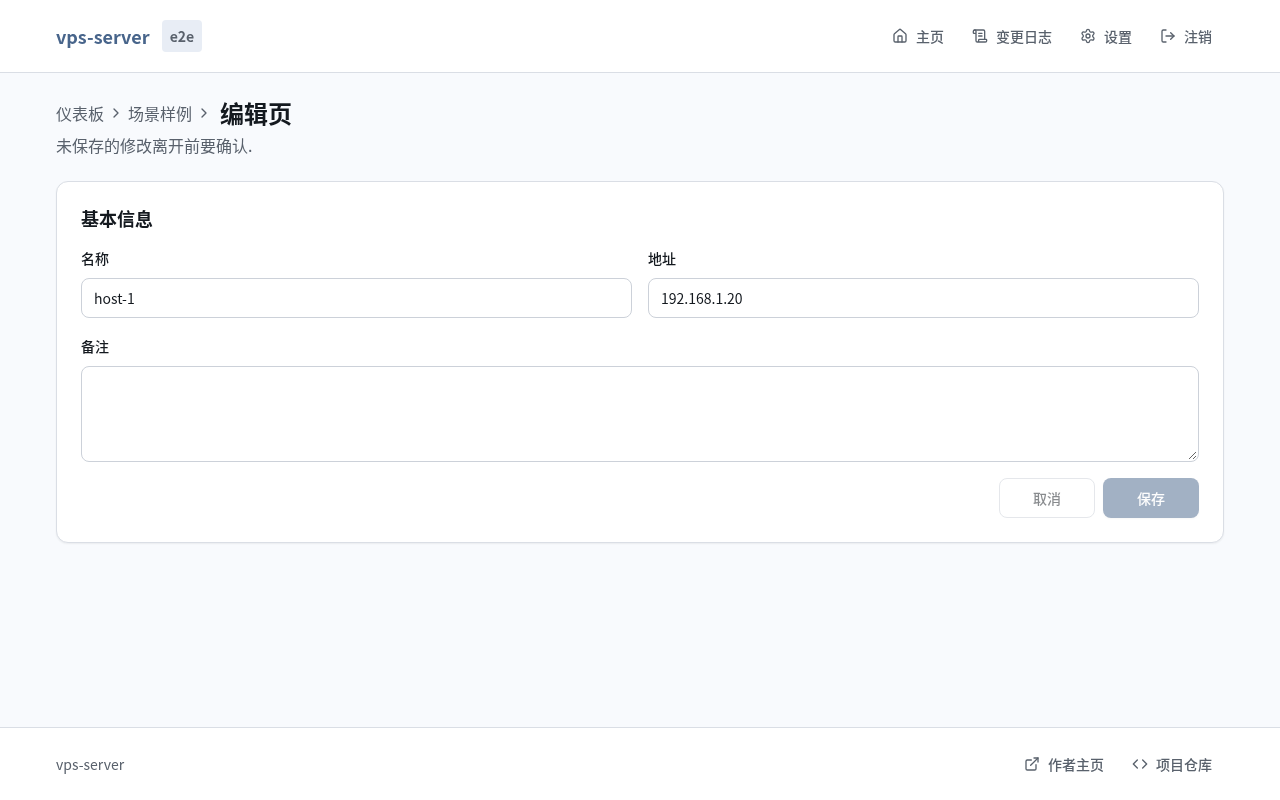 vps-server e2e 主页 变更日志 设置 注销
仪表板 场景样例 编辑页
未保存的修改离开前要确认.
基本信息
名称 地址
host-1 192.168.1.20
备注
取消 保存
vps-server 作者主页 项目仓库